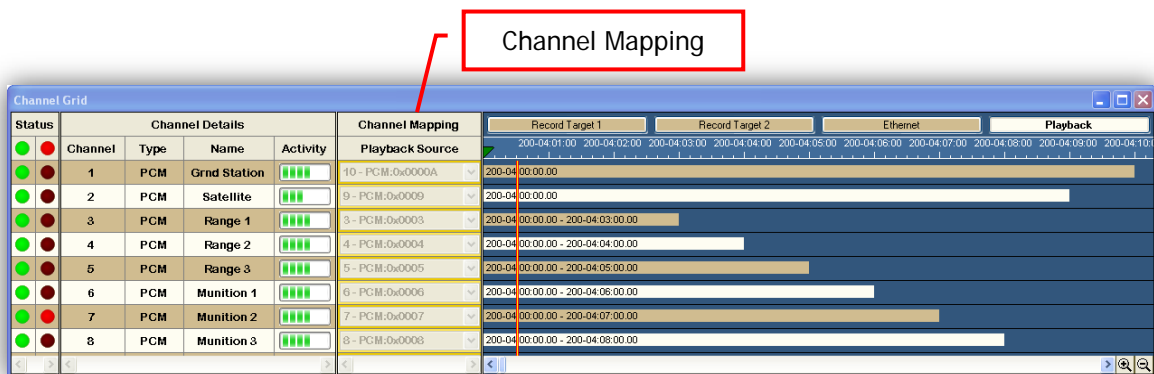 Channel Mapping
Channel Grid
Status Channel Details Channel Mapping Record Target 1 Record Target 2 Ethernet Playback
Channel Type Name Activity Playback Source 200-04:01:00 200-04:02:00 200-04:03:00 200-04:04:00 200-04:05:00 200-04:06:00 200-04:07:00 200-04:08:00 200-04:09:00 200-04:10:
1 PCM Grnd Station 10 - PCM:0x000A 200-04:00:00.00
2 PCM Satellite 9 - PCM:0x0009 200-04:00:00.00
3 PCM Range 1 3 - PCM:0x0003 200-04:00:00.00 - 200-04:03:00.00
4 PCM Range 2 4 - PCM:0x0004 200-04:00:00.00 - 200-04:04:00.00
5 PCM Range 3 5 - PCM:0x0005 200-04:00:00.00 - 200-04:05:00.00
6 PCM Munition 1 6 - PCM:0x0006 200-04:00:00.00 - 200-04:06:00.00
7 PCM Munition 2 7 - PCM:0x0007 200-04:00:00.00 - 200-04:07:00.00
8 PCM Munition 3 8 - PCM:0x0008 200-04:00:00.00 - 200-04:08:00.00